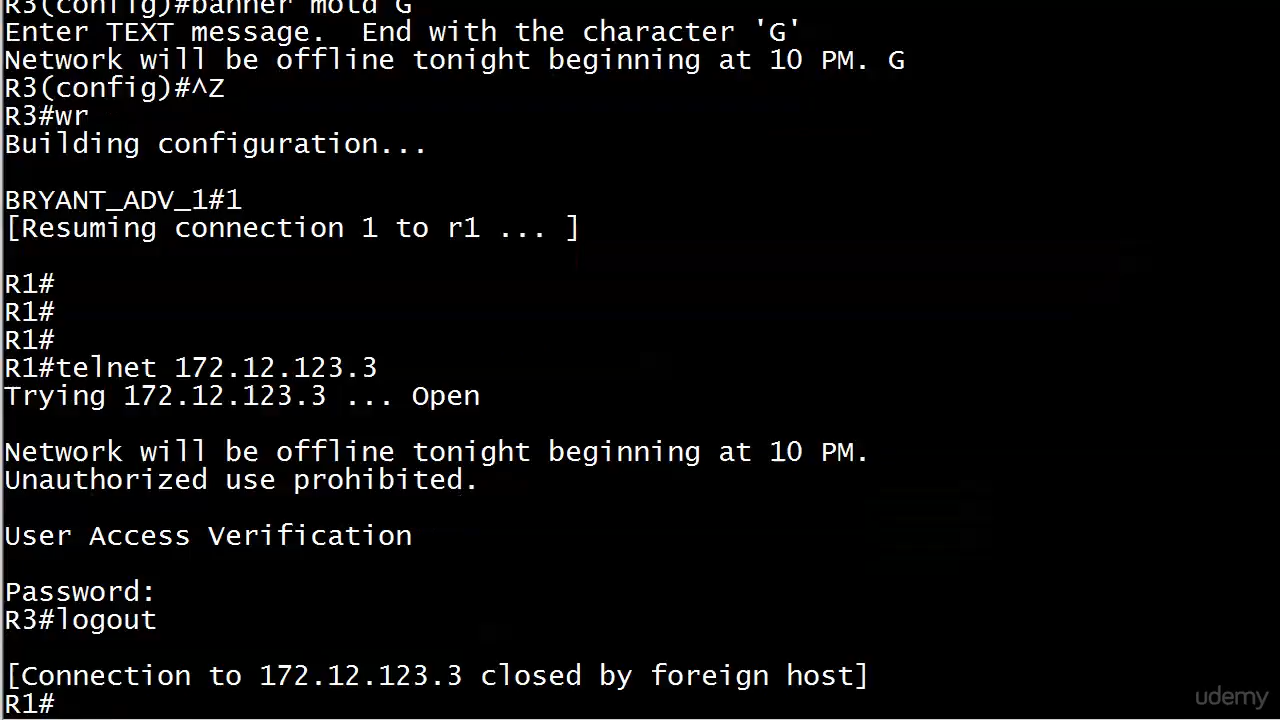 R3(config)#banner motd G
Enter TEXT message.  End with the character 'G'
Network will be offline tonight beginning at 10 PM. G
R3(config)#^Z
R3#wr
Building configuration...
BRYANT_ADV_1#1
[Resuming connection 1 to r1 ... ]
R1#
R1#
R1#
R1#telnet 172.12.123.3
Trying 172.12.123.3 ... Open
Network will be offline tonight beginning at 10 PM.
Unauthorized use prohibited.
User Access Verification
Password:
R3#logout
[Connection to 172.12.123.3 closed by foreign host]
R1#
udemy